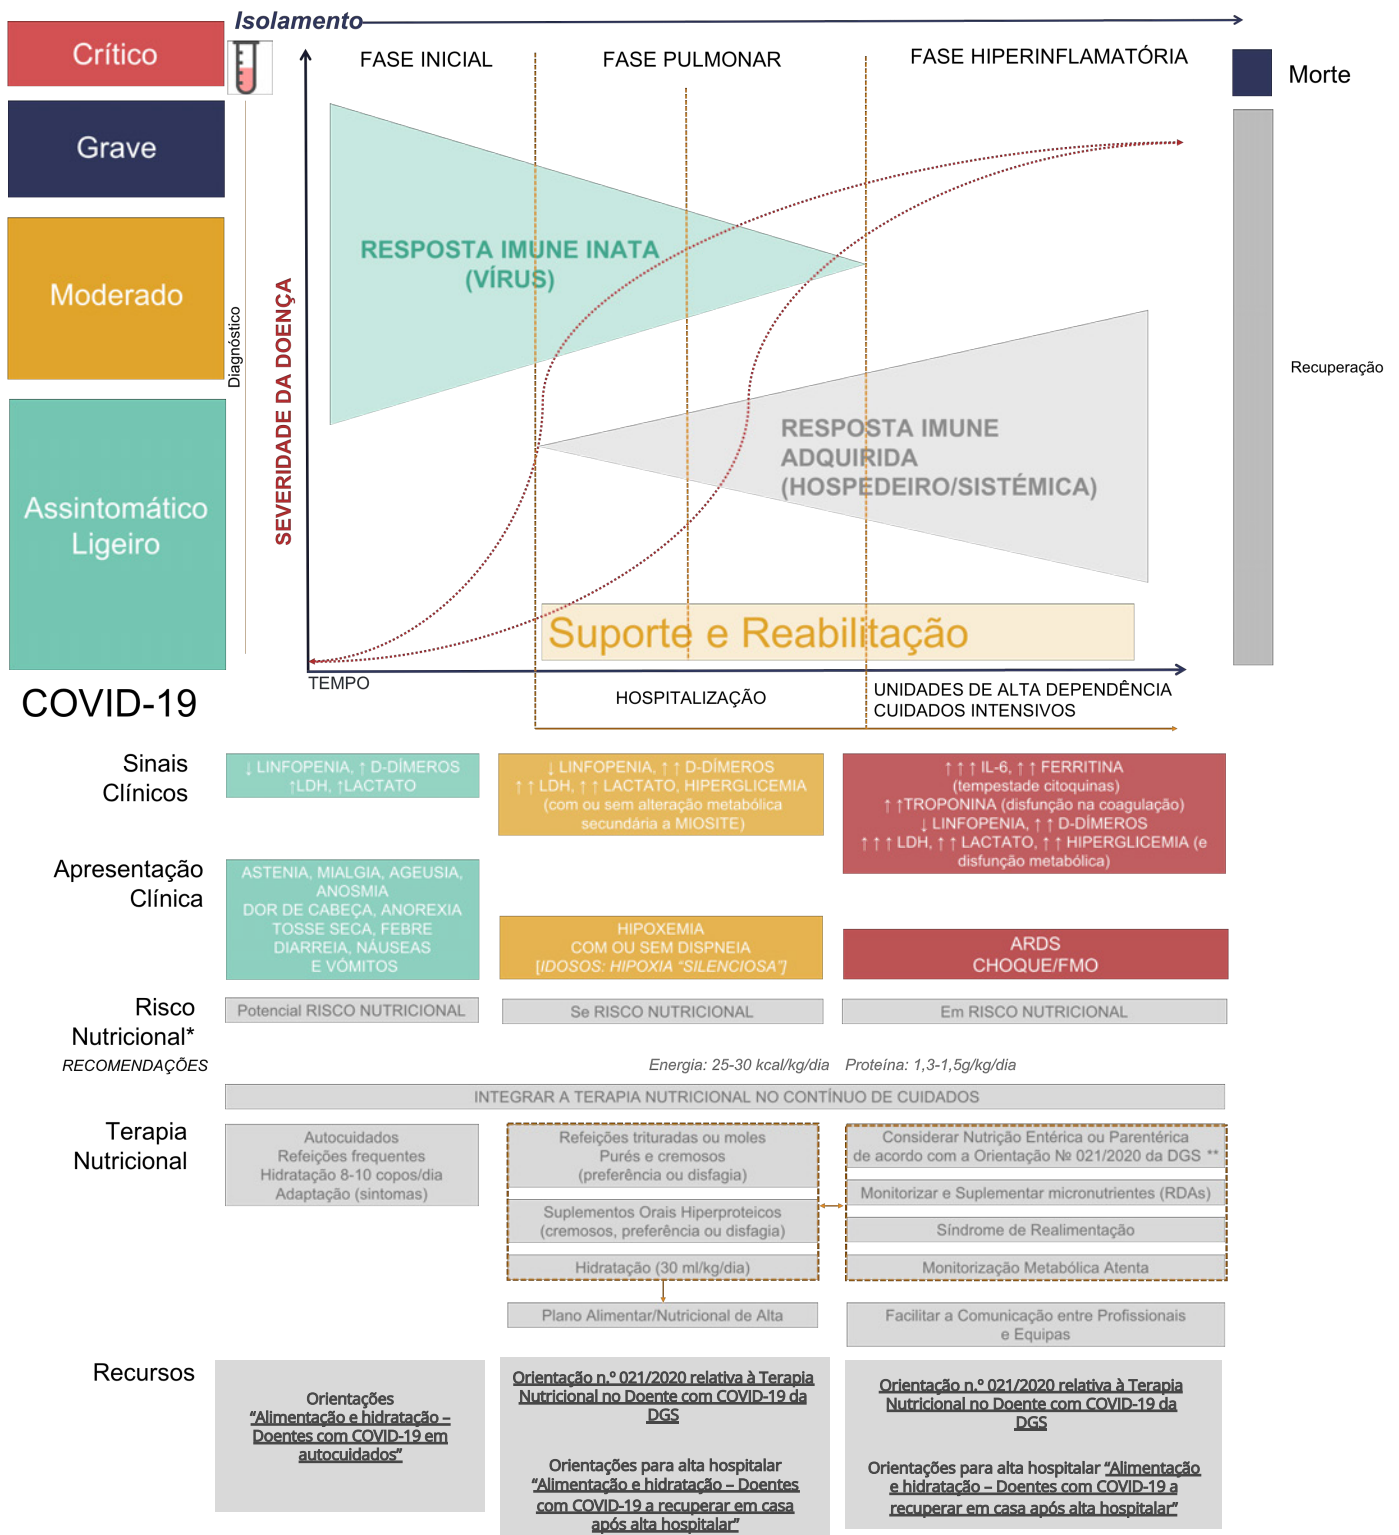 Isolamento
Crítico
Grave
Moderado
Assintomático
Ligeiro
Diagnóstico
SEVERIDADE DA DOENÇA
FASE INICIAL
FASE PULMONAR
FASE HIPERINFLAMATÓRIA
Morte
Recuperação
RESPOSTA IMUNE INATA
(VÍRUS)
RESPOSTA IMUNE
ADQUIRIDA
(HOSPEDEIRO/SISTÉMICA)
Suporte e Reabilitação
TEMPO
HOSPITALIZAÇÃO
UNIDADES DE ALTA DEPENDÊNCIA
CUIDADOS INTENSIVOS
COVID-19
Sinais
Clínicos
↓ LINFOPENIA, ↑ D-DÍMEROS
↑LDH, ↑LACTATO
↓ LINFOPENIA, ↑ ↑ D-DÍMEROS
↑ ↑ LDH, ↑ ↑ LACTATO, HIPERGLICEMIA
(com ou sem alteração metabólica
secundária a MIOSITE)
↑ ↑ ↑ IL-6, ↑ ↑ FERRITINA
(tempestade citoquinas)
↑ ↑TROPONINA (disfunção na coagulação)
↓ LINFOPENIA, ↑ ↑ D-DÍMEROS
↑ ↑ ↑ LDH, ↑ ↑ LACTATO, ↑ ↑ HIPERGLICEMIA (e
disfunção metabólica)
Apresentação
Clínica
ASTENIA, MIALGIA, AGEUSIA,
ANOSMIA
DOR DE CABEÇA, ANOREXIA
TOSSE SECA, FEBRE
DIARREIA, NÁUSEAS
E VÓMITOS
HIPOXEMIA
COM OU SEM DISPNEIA
[IDOSOS: HIPOXIA “SILENCIOSA”]
ARDS
CHOQUE/FMO
Risco
Nutricional*
Potencial RISCO NUTRICIONAL
Se RISCO NUTRICIONAL
Em RISCO NUTRICIONAL
RECOMENDAÇÕES
Energia: 25-30 kcal/kg/dia
Proteína: 1,3-1,5g/kg/dia
INTEGRAR A TERAPIA NUTRICIONAL NO CONTÍNUO DE CUIDADOS
Terapia
Nutricional
Autocuidados
Refeições frequentes
Hidratação 8-10 copos/dia
Adaptação (sintomas)
Refeições trituradas ou moles
Purés e cremosos
(preferência ou disfagia)
Suplementos Orais Hiperproteicos
(cremosos, preferência ou disfagia)
Hidratação (30 ml/kg/dia)
Plano Alimentar/Nutricional de Alta
Considerar Nutrição Entérica ou Parentérica
de acordo com a Orientação Nº 021/2020 da DGS **
Monitorizar e Suplementar micronutrientes (RDAs)
Síndrome de Realimentação
Monitorização Metabólica Atenta
Facilitar a Comunicação entre Profissionais
e Equipas
Recursos
Orientações
“Alimentação e hidratação –
Doentes com COVID-19 em
autocuidados”
Orientação n.º 021/2020 relativa à Terapia
Nutricional no Doente com COVID-19 da
DGS
Orientações para alta hospitalar
“Alimentação e hidratação – Doentes
com COVID-19 a recuperar em casa
após alta hospitalar”
Orientação n.º 021/2020 relativa à Terapia
Nutricional no Doente com COVID-19 da
DGS
Orientações para alta hospitalar “Alimentação
e hidratação – Doentes com COVID-19 a
recuperar em casa após alta hospitalar”